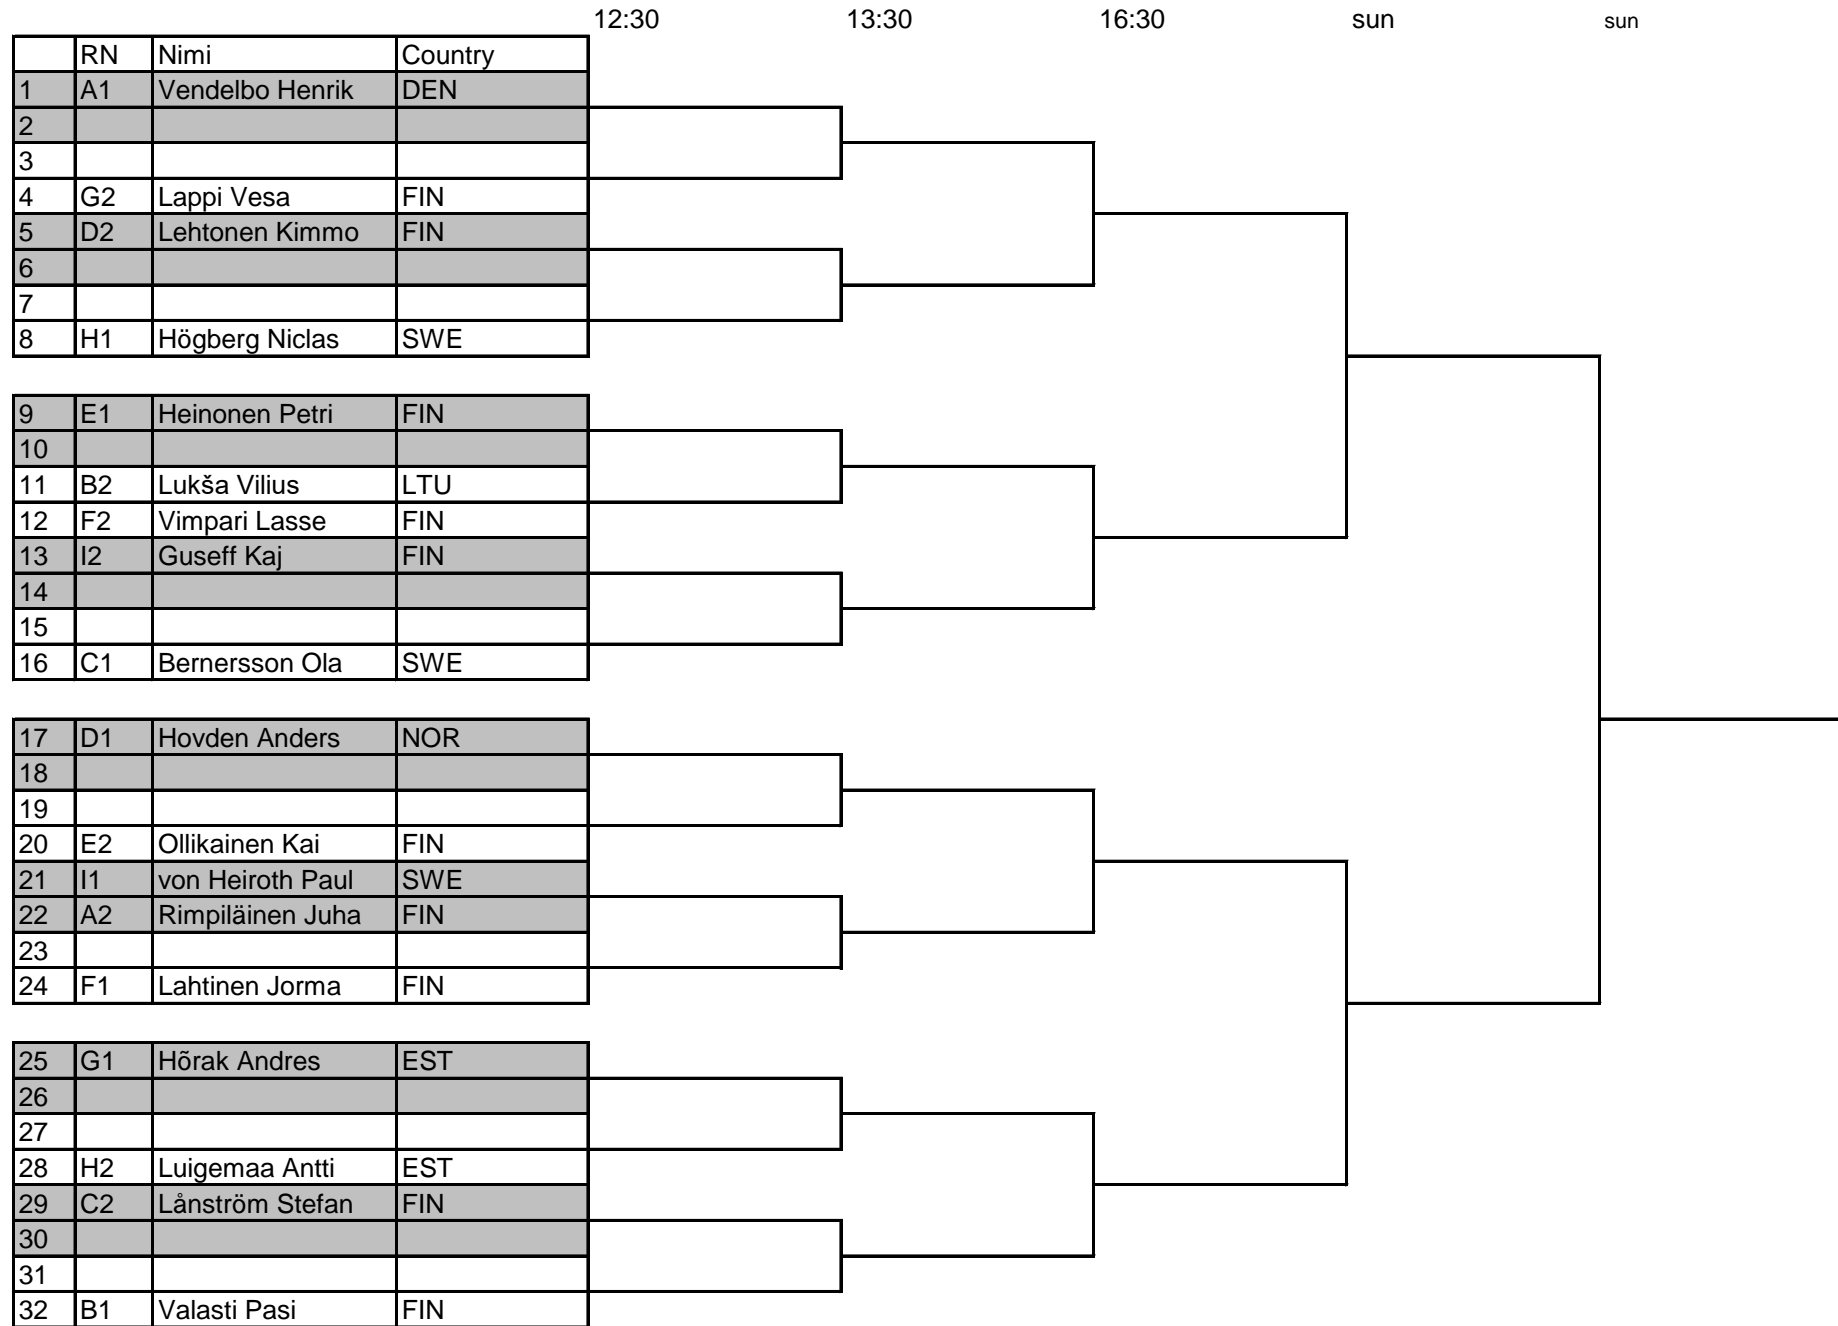 12:30 13:30 16:30 sun sun
RN Nimi Country
1 A1 Vendelbo Henrik DEN
2
3
4 G2 Lappi Vesa FIN
5 D2 Lehtonen Kimmo FIN
6
7
8 H1 Högberg Niclas SWE
9 E1 Heinonen Petri FIN
10
11 B2 Lukša Vilius LTU
12 F2 Vimpari Lasse FIN
13 I2 Guseff Kaj FIN
14
15
16 C1 Bernersson Ola SWE
17 D1 Hovden Anders NOR
18
19
20 E2 Ollikainen Kai FIN
21 I1 von Heiroth Paul SWE
22 A2 Rimpiläinen Juha FIN
23
24 F1 Lahtinen Jorma FIN
25 G1 Hõrak Andres EST
26
27
28 H2 Luigemaa Antti EST
29 C2 Lånström Stefan FIN
30
31
32 B1 Valasti Pasi FIN